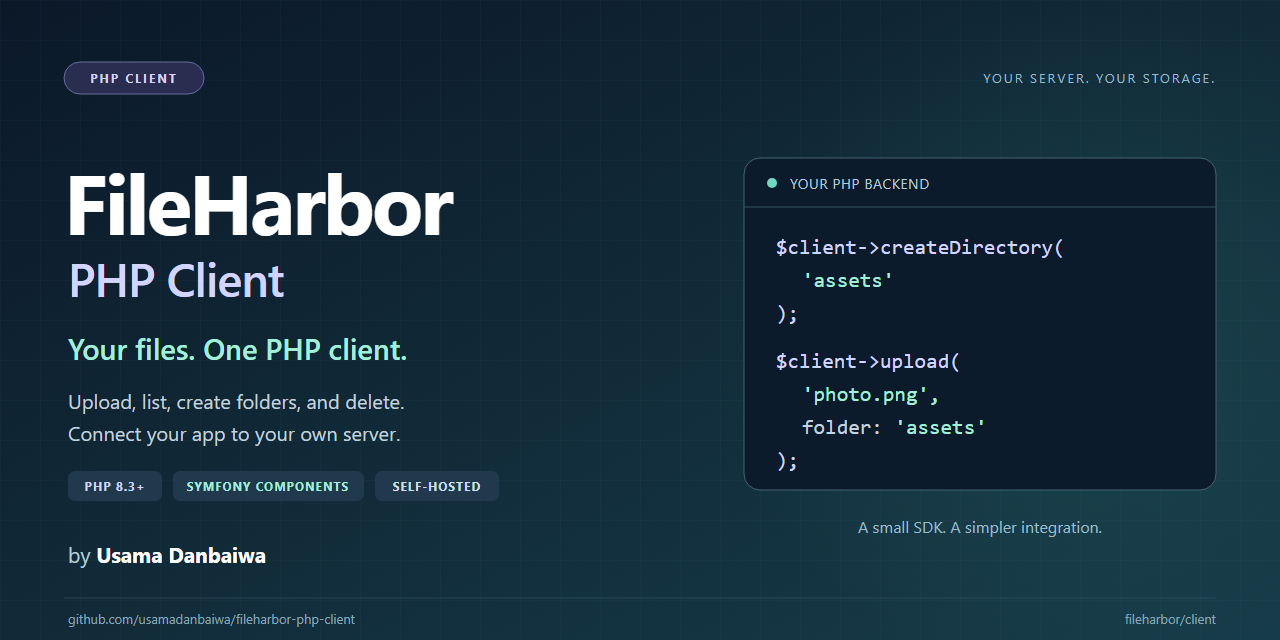 PHP CLIENT
YOUR SERVER. YOUR STORAGE.
FileHarbor
PHP Client
Your files. One PHP client.
Upload, list, create folders, and delete.
Connect your app to your own server.
PHP 8.3+
SYMFONY COMPONENTS
SELF-HOSTED
by Usama Danbaiwa
YOUR PHP BACKEND
$client->createDirectory(
'assets'
);
$client->upload(
'photo.png',
folder: 'assets'
);
A small SDK. A simpler integration.
github.com/usamadanbaiwa/fileharbor-php-client
fileharbor/client